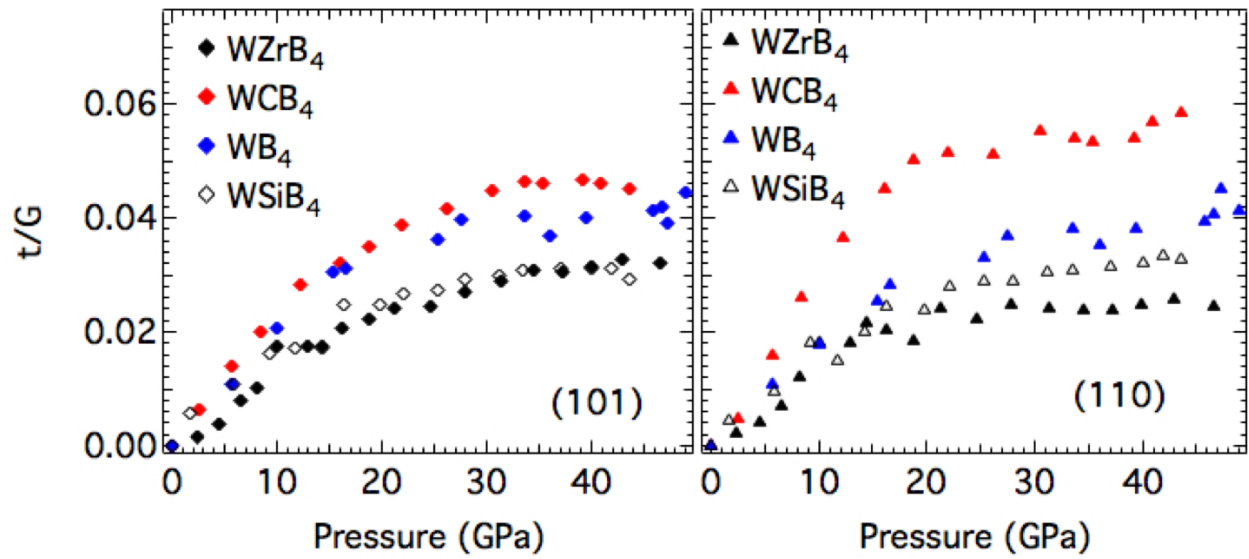 t/G
0.06
0.04
0.02
0.00
WZrB₄
WCB₄
WB₄
WSiB₄
(101)
0 10 20 30 40
Pressure (GPa)
WZrB₄
WCB₄
WB₄
WSiB₄
(110)
0 10 20 30 40
Pressure (GPa)